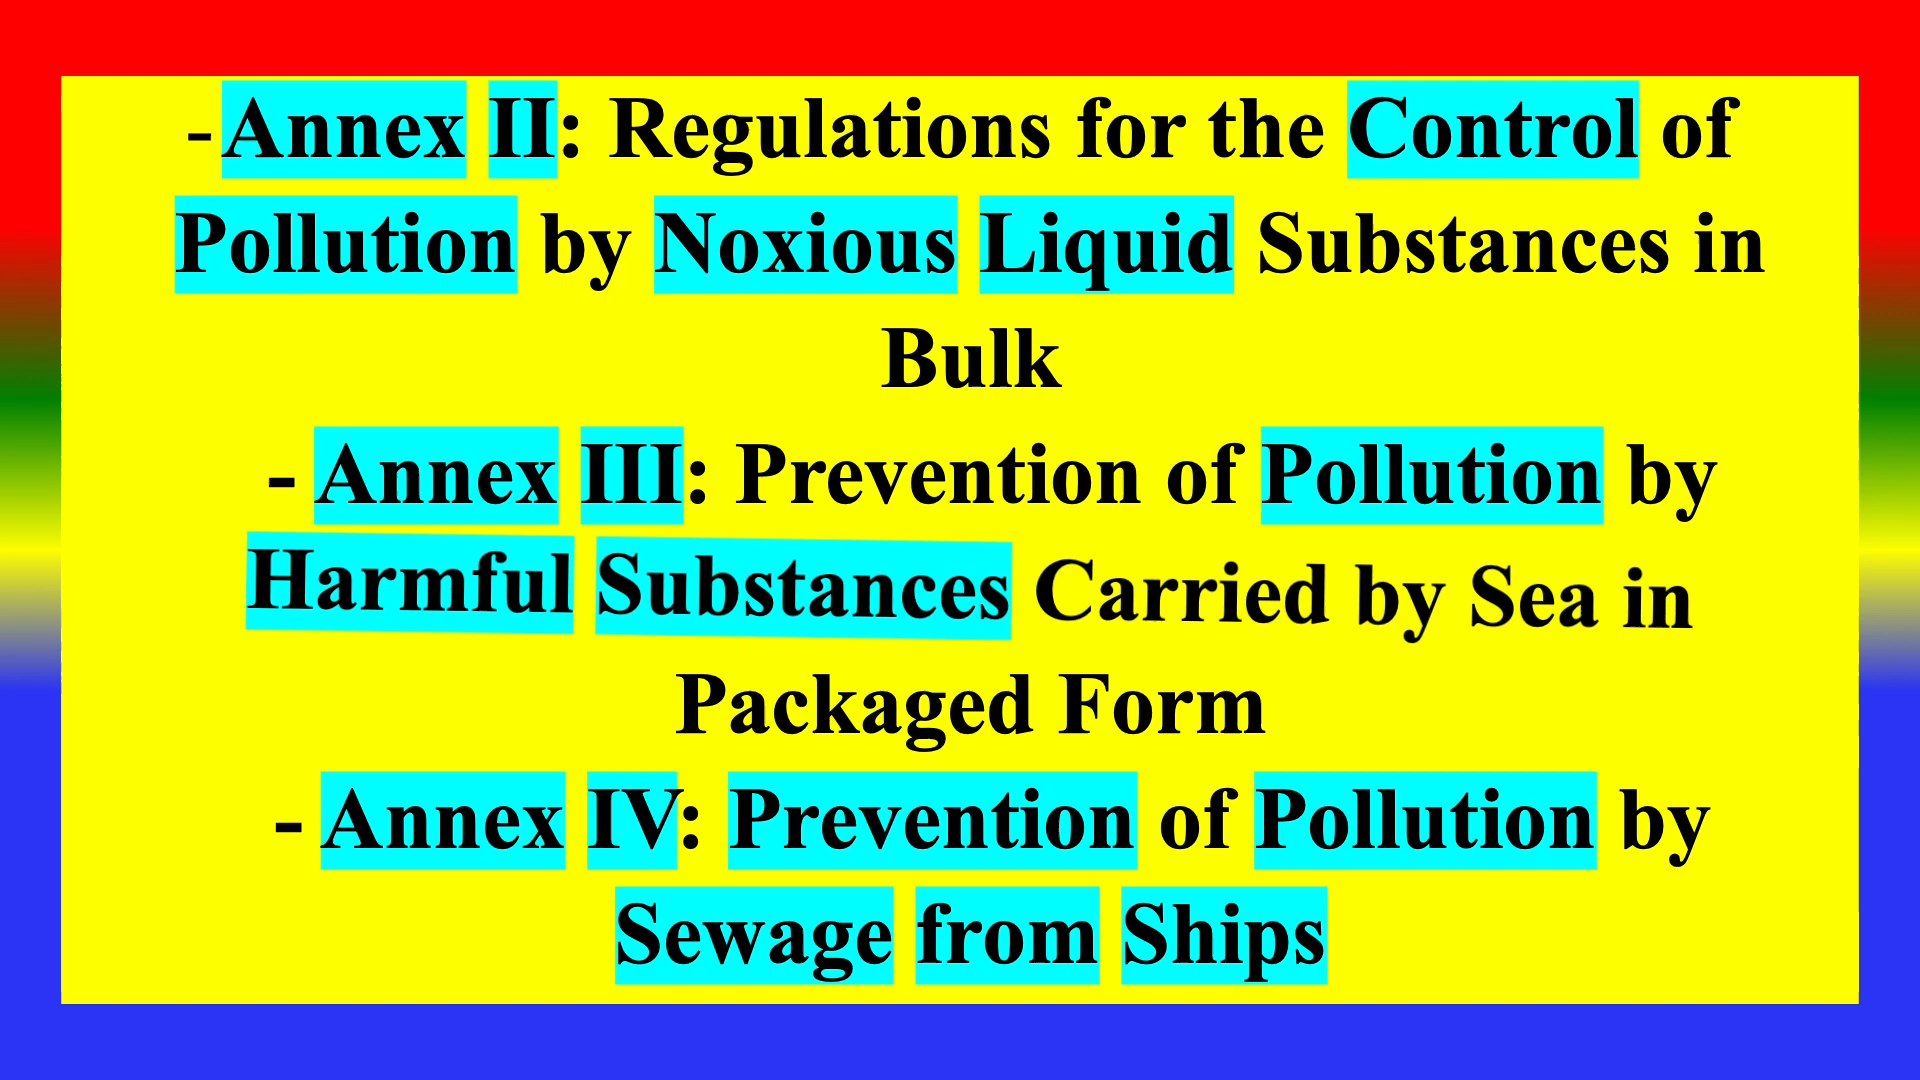 -Annex II: Regulations for the Control of
Pollution by Noxious Liquid Substances in
Bulk
- Annex III: Prevention of Pollution by
Harmful Substances Carried by Sea in
Packaged Form
- Annex IV: Prevention of Pollution by
Sewage from Ships